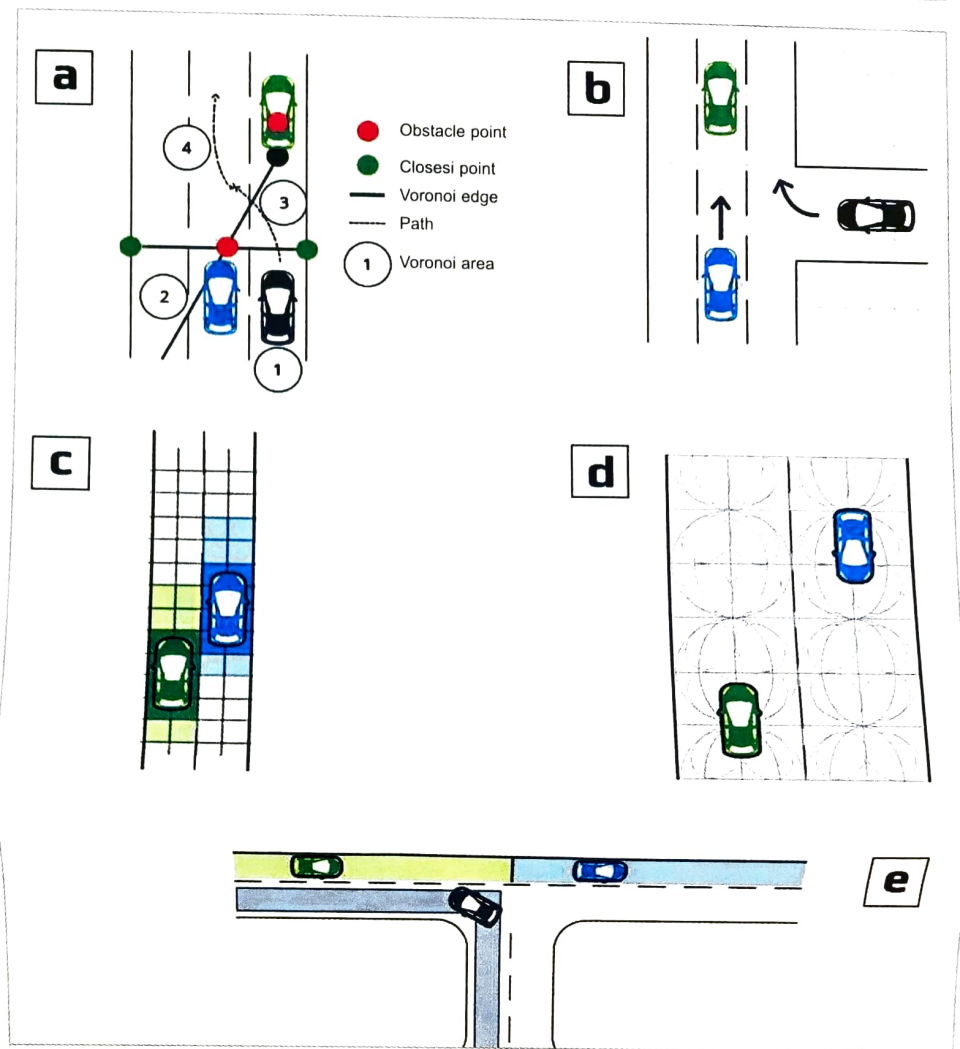 a
4
3
2
1
Obstacle point
Closesi point
Voronoi edge
Path
1 Voronoi area
b
c
d
e